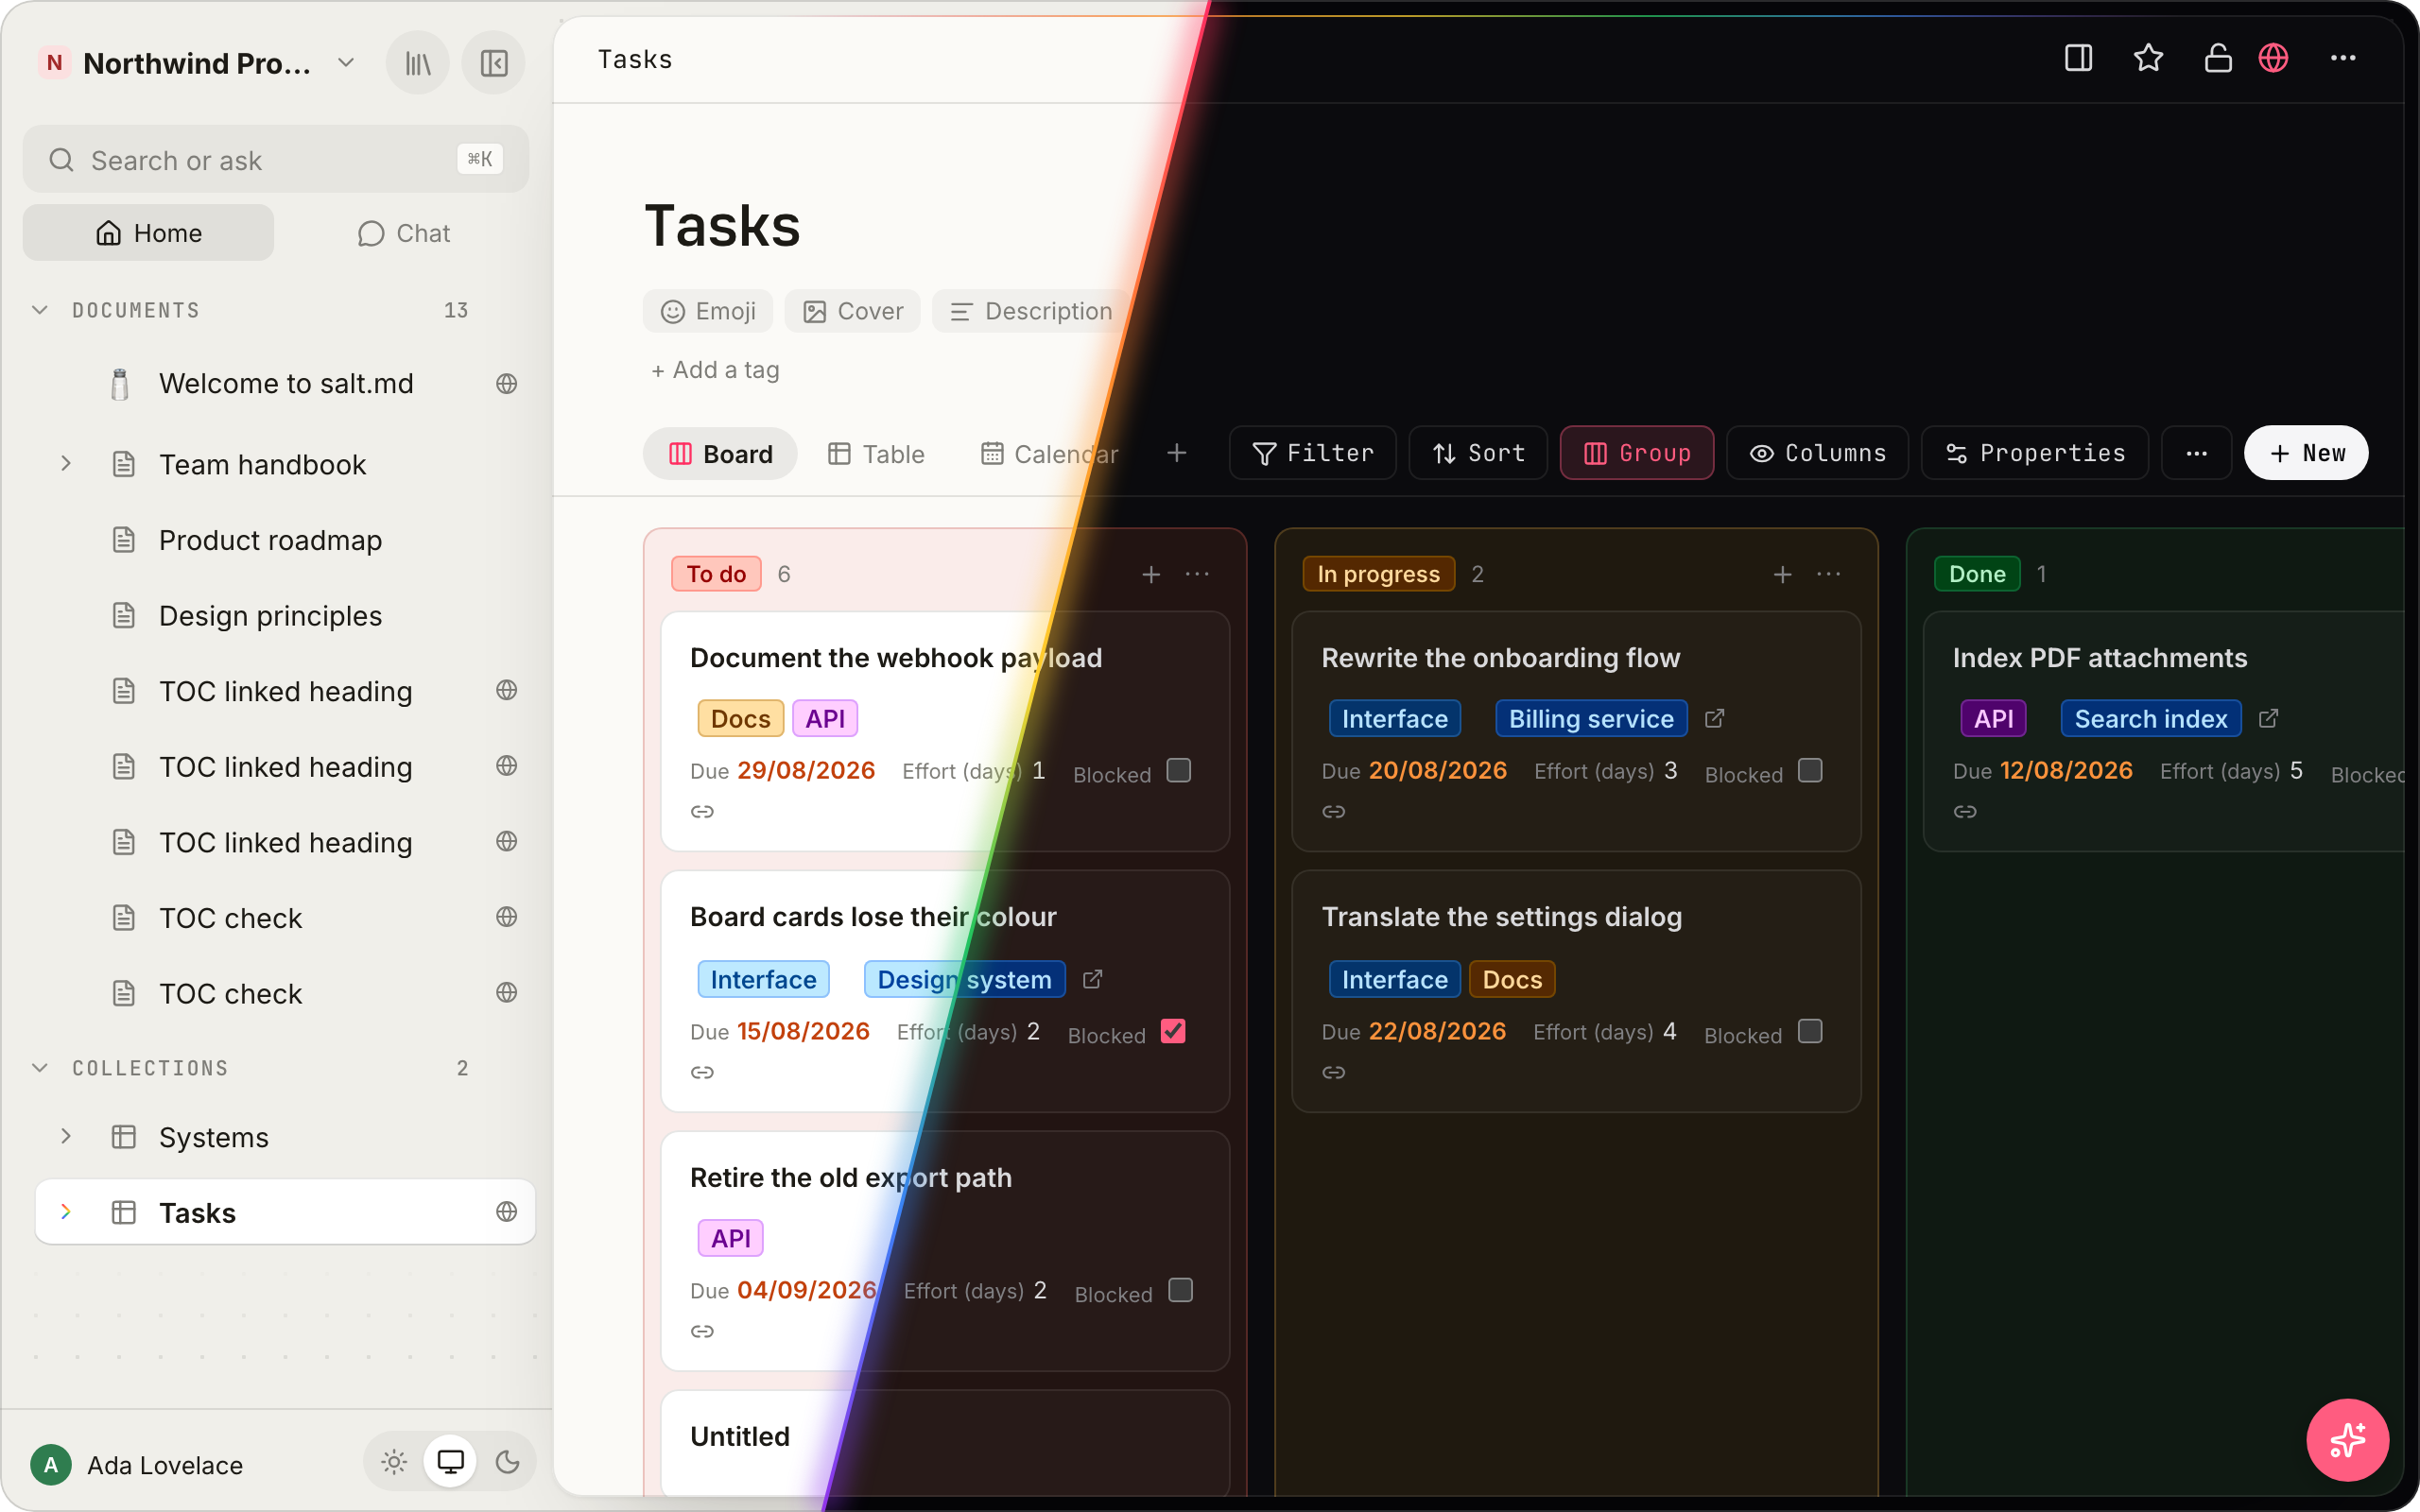 N Northwind Pro...
Search or ask ⌘K
Home Chat
DOCUMENTS 13
Welcome to salt.md
Team handbook
Product roadmap
Design principles
TOC linked heading
TOC linked heading
TOC linked heading
TOC check
TOC check
COLLECTIONS 2
Systems
Tasks
A Ada Lovelace
Tasks
Tasks
Emoji Cover Description
+ Add a tag
Board Table Calendar + Filter Sort Group Columns Properties ... + New
To do 6 + ...
Document the webhook payload
Docs API
Due 29/08/2026 Effort (days) 1 Blocked
Board cards lose their colour
Interface Design system
Due 15/08/2026 Effort (days) 2 Blocked
Retire the old export path
API
Due 04/09/2026 Effort (days) 2 Blocked
Untitled
In progress 2 + ...
Rewrite the onboarding flow
Interface Billing service
Due 20/08/2026 Effort (days) 3 Blocked
Translate the settings dialog
Interface Docs
Due 22/08/2026 Effort (days) 4 Blocked
Done 1
Index PDF attachments
API Search index
Due 12/08/2026 Effort (days) 5 Blocked